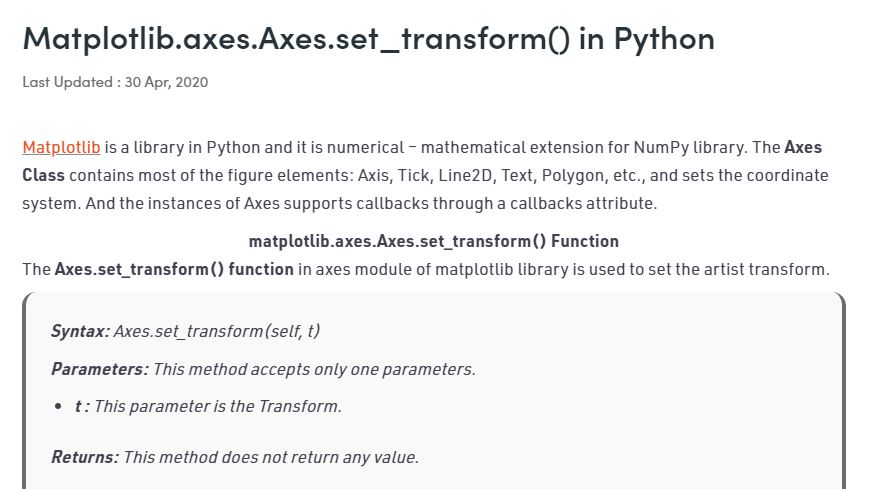 Matplotlib.axes.Axes.set_transform() in Python
Last Updated : 30 Apr, 2020
Matplotlib is a library in Python and it is numerical – mathematical extension for NumPy library. The Axes
Class contains most of the figure elements: Axis, Tick, Line2D, Text, Polygon, etc., and sets the coordinate
system. And the instances of Axes supports callbacks through a callbacks attribute.
matplotlib.axes.Axes.set_transform() Function
The Axes.set_transform() function in axes module of matplotlib library is used to set the artist transform.
Syntax: Axes.set_transform(self, t)
Parameters: This method accepts only one parameters.
• t : This parameter is the Transform.
Returns: This method does not return any value.